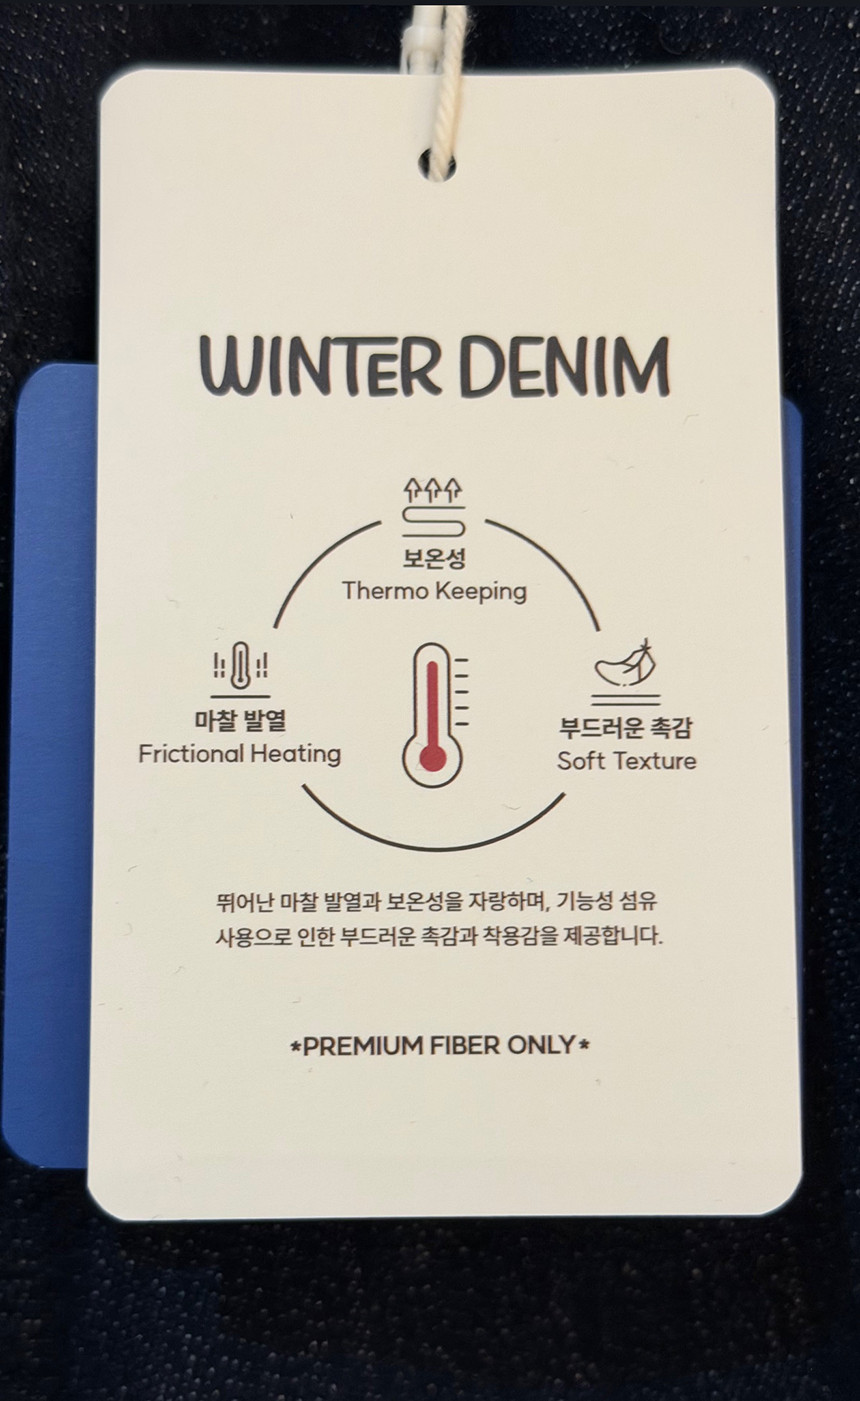 WINTER DENIM
보온성
Thermo Keeping
마찰 발열
Frictional Heating
부드러운 촉감
Soft Texture
뛰어난 마찰 발열과 보온성을 자랑하며, 기능성 섬유
사용으로 인한 부드러운 촉감과 착용감을 제공합니다.
*PREMIUM FIBER ONLY*